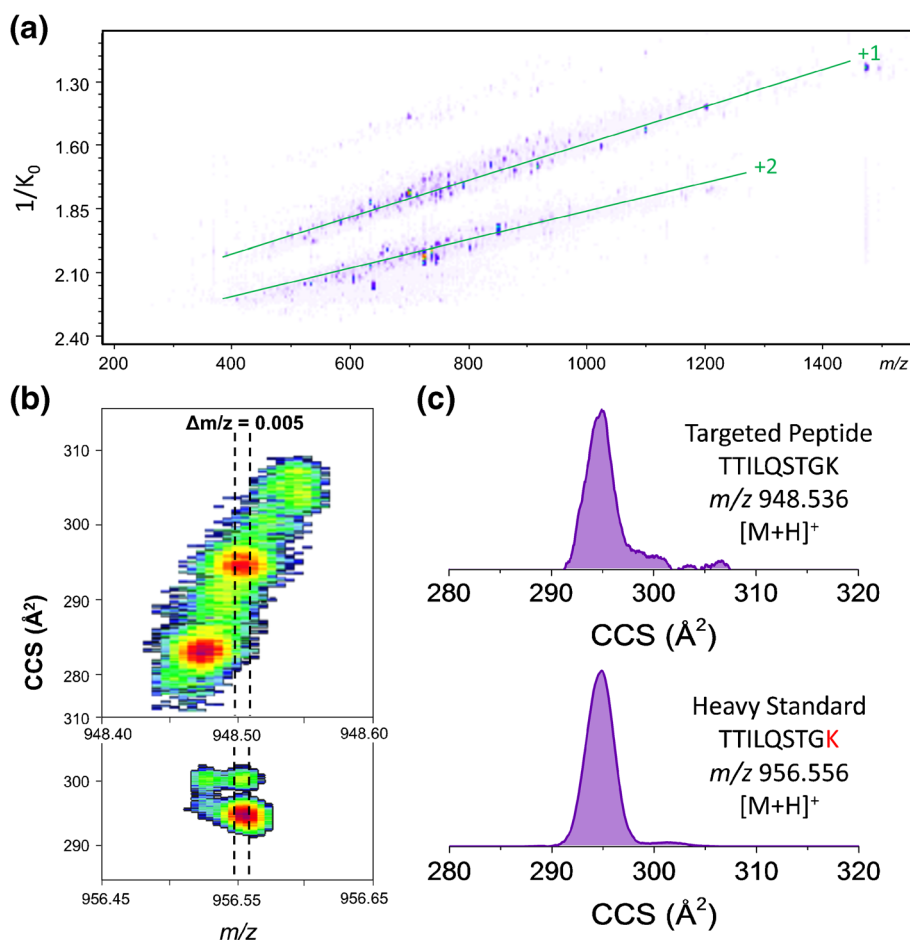 (a)
1/K₀
1.30
1.60
1.85
2.10
2.40
+1
+2
200
400
600
800
1000
1200
1400
m/z
(b)
Δm/z = 0.005
CCS (Å²)
310
300
290
280
310
948.40
948.50
948.60
300
290
956.45
956.55
956.65
m/z
(c)
Targeted Peptide
TTILQSTGK
m/z 948.536
[M+H]⁺
280
290
300
310
320
CCS (Å²)
Heavy Standard
TTILQSTGK
m/z 956.556
[M+H]⁺
280
290
300
310
320
CCS (Å²)